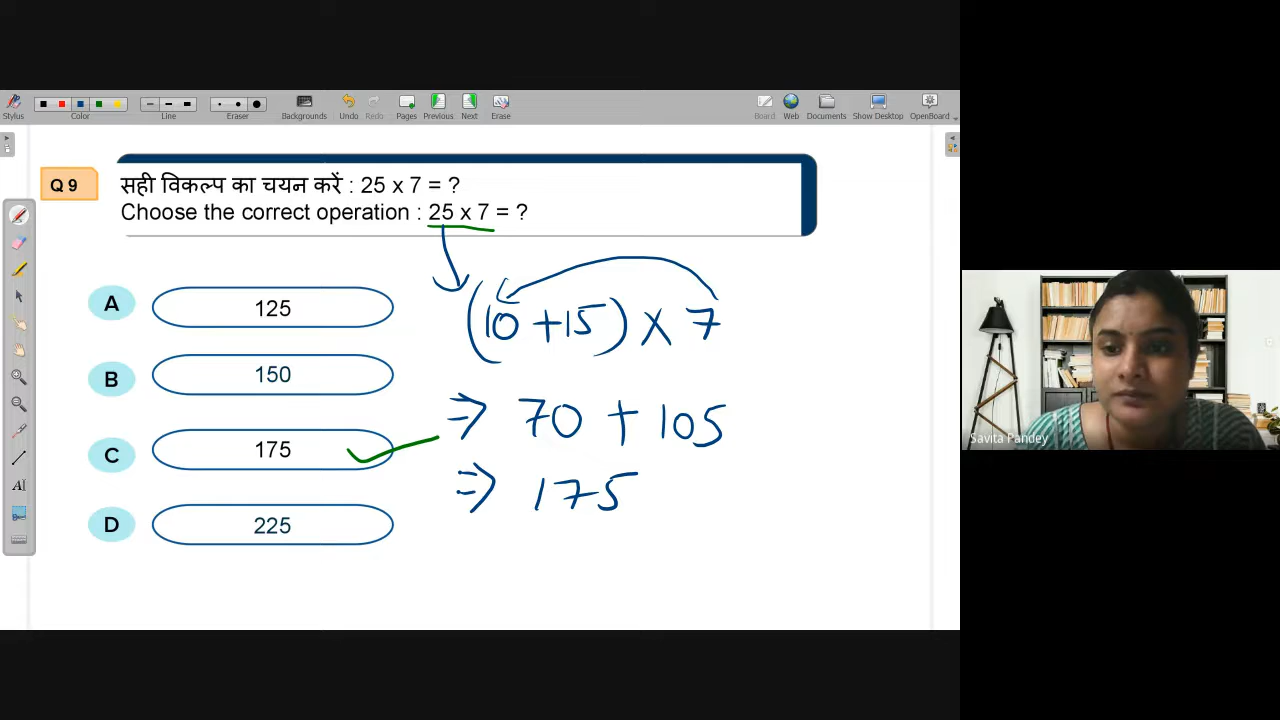 Stylus
Color
Line
Eraser
Backgrounds
Undo
Redo
Pages
Previous
Next
Erase
Board
Web
Documents
Show Desktop
OpenBoard
Q 9
सही विकल्प का चयन करें : 25 x 7 = ?
Choose the correct operation : 25 x 7 = ?
(10 + 15) × 7
A 125
B 150
⇒ 70 + 105
C 175
⇒ 175
D 225
Savita Pandey